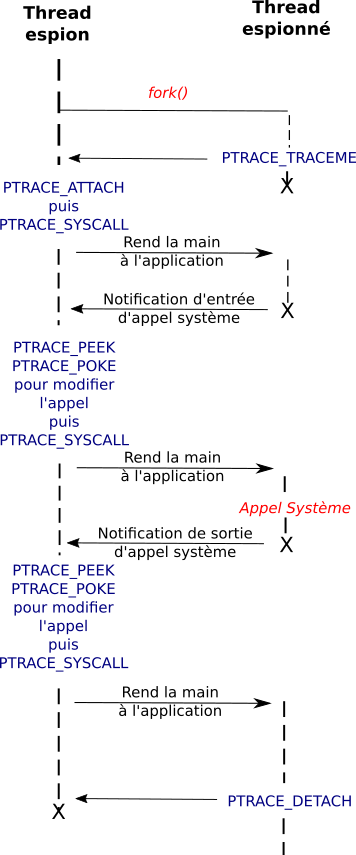 Thread
espion
Thread
espionné
fork()
PTRACE_TRACEME
X
PTRACE_ATTACH
puis
PTRACE_SYSCALL
Rend la main
à l'application
Notification d'entrée
d'appel système
X
PTRACE_PEEK
PTRACE_POKE
pour modifier
l'appel
puis
PTRACE_SYSCALL
Rend la main
à l'application
Appel Système
Notification de sortie
d'appel système
X
PTRACE_PEEK
PTRACE_POKE
pour modifier
l'appel
puis
PTRACE_SYSCALL
Rend la main
à l'application
PTRACE_DETACH
X